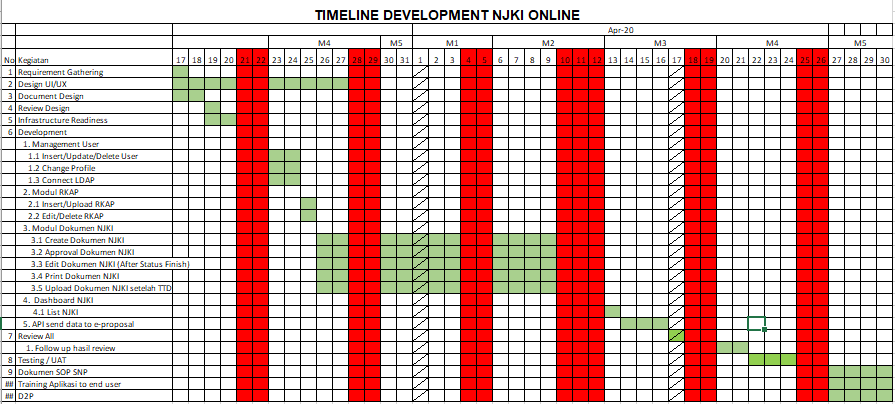 TIMELINE DEVELOPMENT NJKI ONLINE
Apr-20
M4 M5 M1 M2 M3 M4 M5
No Kegiatan 17 18 19 20 21 22 23 24 25 26 27 28 29 30 31 1 2 3 4 5 6 7 8 9 10 11 12 13 14 15 16 17 18 19 20 21 22 23 24 25 26 27 28 29 30
1 Requirement Gathering
2 Design UI/UX
3 Document Design
4 Review Design
5 Infrastructure Readiness
6 Development
1. Management User
1.1 Insert/Update/Delete User
1.2 Change Profile
1.3 Connect LDAP
2. Modul RKAP
2.1 Insert/Upload RKAP
2.2 Edit/Delete RKAP
3. Modul Dokumen NJKI
3.1 Create Dokumen NJKI
3.2 Approval Dokumen NJKI
3.3 Edit Dokumen NJKI (After Status Finish)
3.4 Print Dokumen NJKI
3.5 Upload Dokumen NJKI setelah TTD
4. Dashboard NJKI
4.1 List NJKI
5. API send data to e-proposal
7 Review All
1. Follow up hasil review
8 Testing / UAT
9 Dokumen SOP SNP
## Training Aplikasi to end user
## D2P